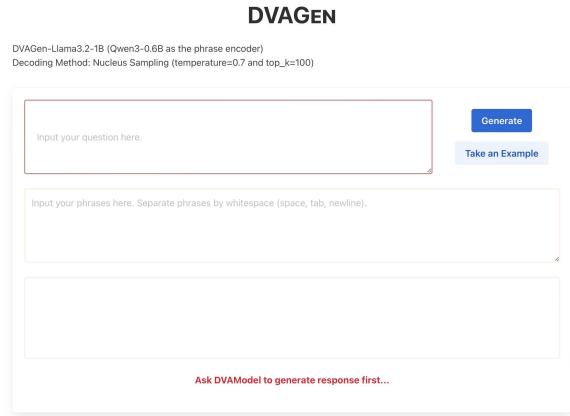 DVAGEN
DVAGen-Llama3.2-1B (Qwen3-0.6B as the phrase encoder)
Decoding Method: Nucleus Sampling (temperature=0.7 and top_k=100)
Input your question here.
Generate
Take an Example
Input your phrases here. Separate phrases by whitespace (space, tab, newline).
Ask DVAModel to generate response first...